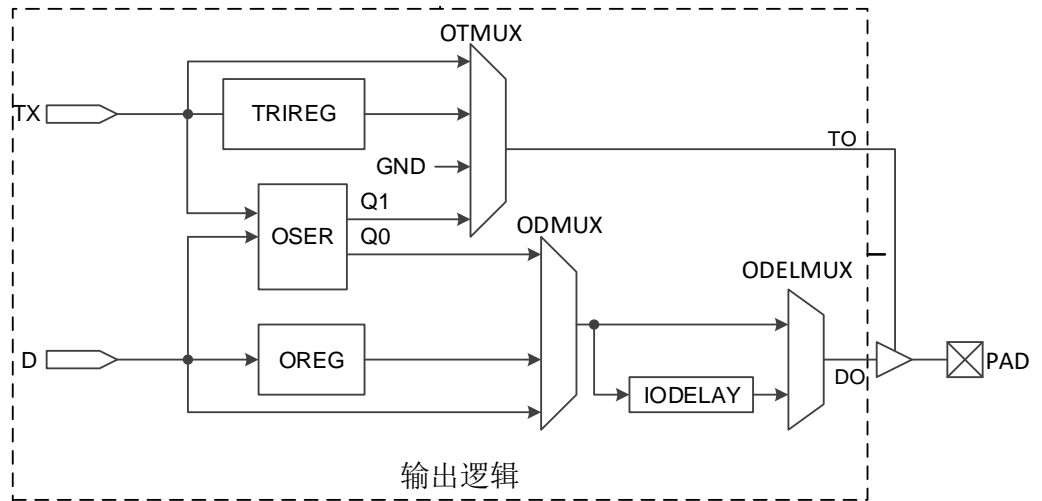 OTMUX
TX
TRIREG
TO
GND
Q1
OSER
Q0
ODMUX
ODELMUX
D
OREG
DO
PAD
IODELAY
输出逻辑